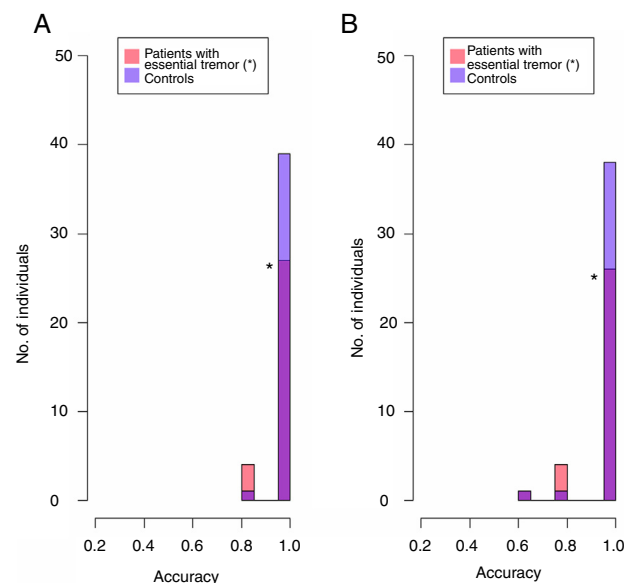 A
Patients with
essential tremor (*)
Controls
No. of individuals
50
40
30
20
10
0
*
0.2 0.4 0.6 0.8 1.0
Accuracy
B
Patients with
essential tremor (*)
Controls
No. of individuals
50
40
30
20
10
0
*
0.2 0.4 0.6 0.8 1.0
Accuracy